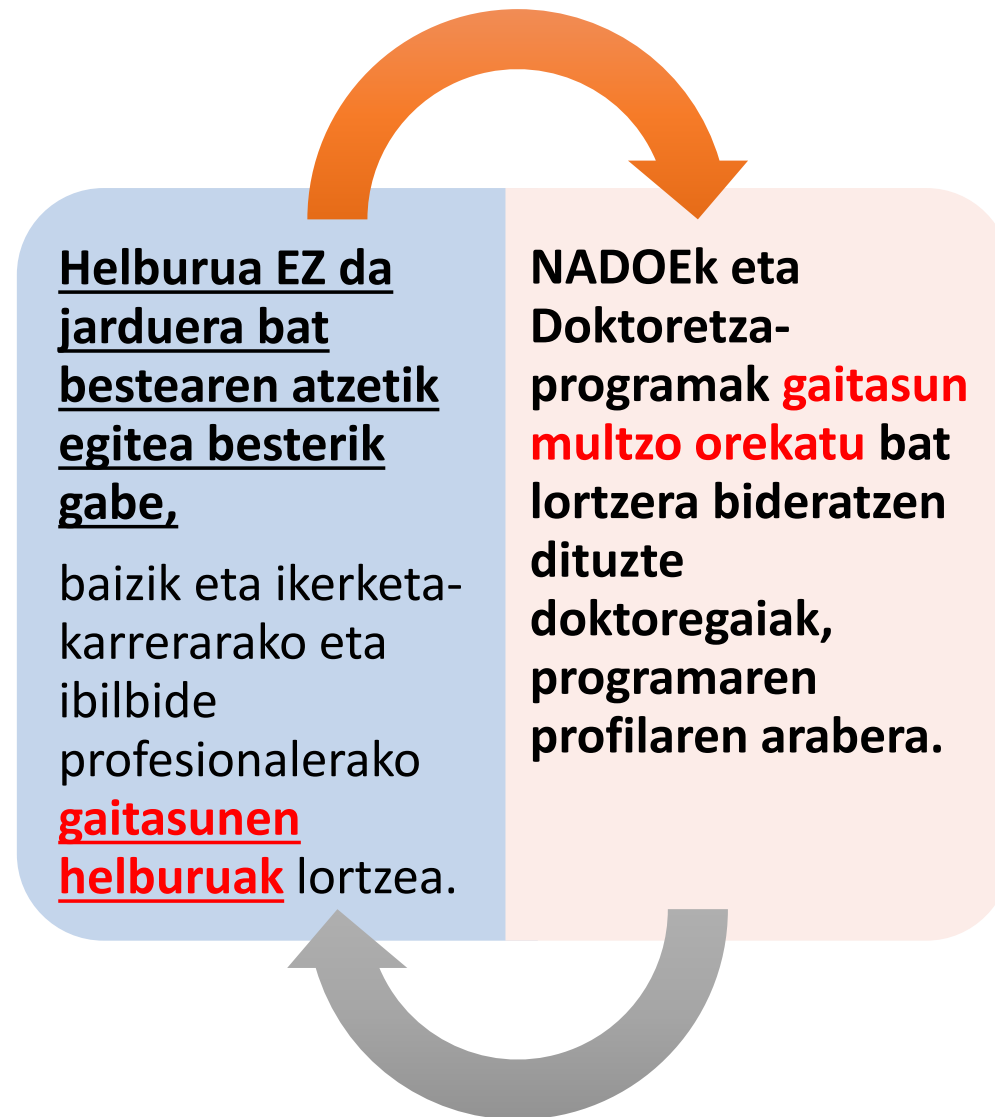 Helburua EZ da
jarduera bat
bestearen atzetik
egitea besterik
gabe,
baizik eta ikerketa-
karrerarako eta
ibilbide
profesionalerako
gaitasunen
helburuak lortzea.
NADOEk eta
Doktoretza-
programak gaitasun
multzo orekatu bat
lortzera bideratzen
dituzte
doktoregaiak,
programaren
profilaren arabera.